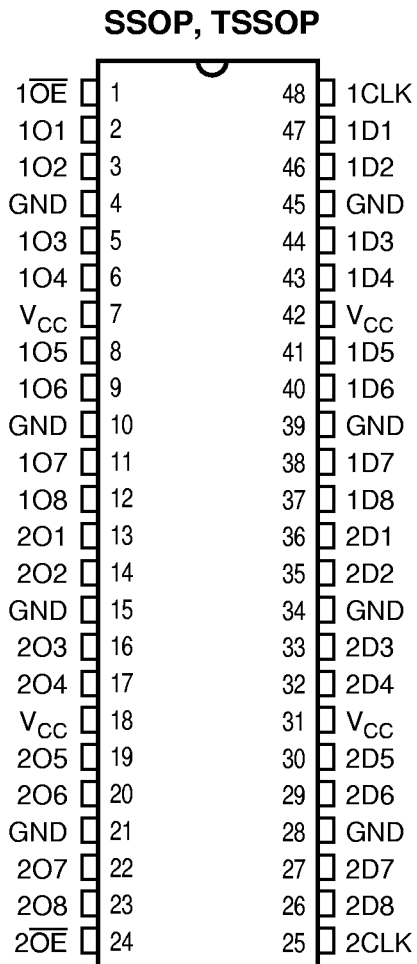 SSOP, TSSOP
1O̅E̅ 1 48 1CLK
1O1 2 47 1D1
1O2 3 46 1D2
GND 4 45 GND
1O3 5 44 1D3
1O4 6 43 1D4
VCC 7 42 VCC
1O5 8 41 1D5
1O6 9 40 1D6
GND 10 39 GND
1O7 11 38 1D7
1O8 12 37 1D8
2O1 13 36 2D1
2O2 14 35 2D2
GND 15 34 GND
2O3 16 33 2D3
2O4 17 32 2D4
VCC 18 31 VCC
2O5 19 30 2D5
2O6 20 29 2D6
GND 21 28 GND
2O7 22 27 2D7
2O8 23 26 2D8
2O̅E̅ 24 25 2CLK